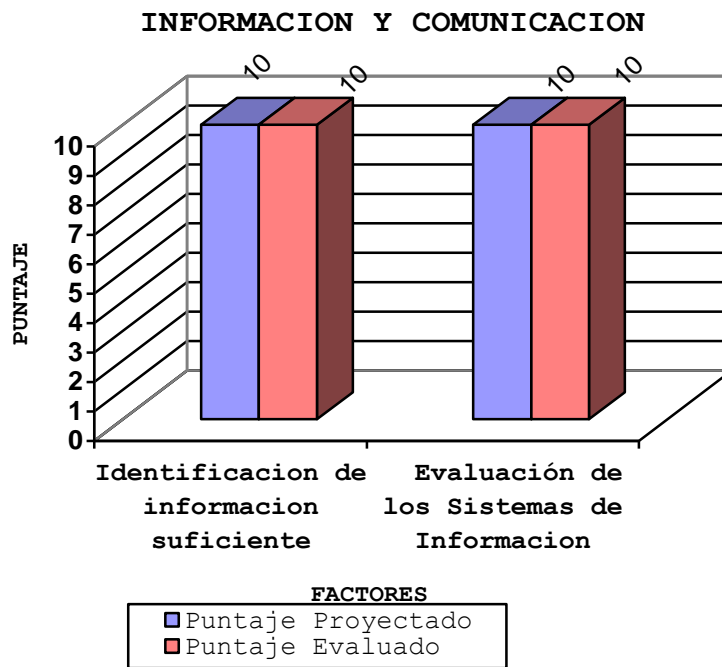 INFORMACION Y COMUNICACION
10
10
10
10
PUNTAJE
10
9
8
7
6
5
4
3
2
1
0
Identificacion de
informacion
suficiente
Evaluación de
los Sistemas de
Informacion
FACTORES
Puntaje Proyectado
Puntaje Evaluado